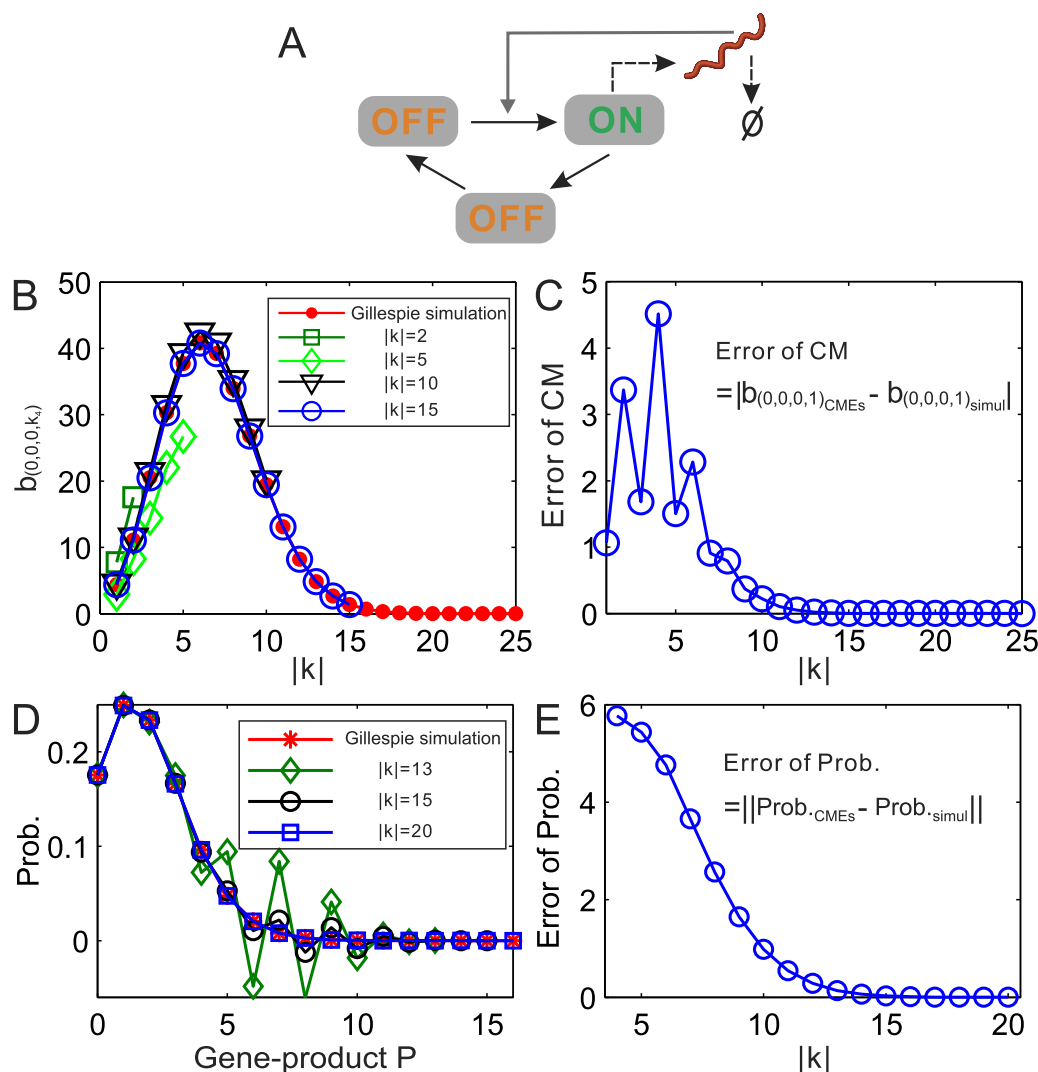 A
OFF
ON
Ø
OFF
B
50
40
30
20
10
0
b(0,0,0,k₄)
Gillespie simulation
|k|=2
|k|=5
|k|=10
|k|=15
0 5 10 15 20 25
|k|
C
5
4
3
2
1
0
Error of CM
Error of CM
=|b(0,0,0,1)CMEs - b(0,0,0,1)simul|
5 10 15 20 25
|k|
D
0.2
0.1
0
Prob.
Gillespie simulation
|k|=13
|k|=15
|k|=20
0 5 10 15
Gene-product P
E
6
4
2
0
Error of Prob.
Error of Prob.
=||Prob.CMEs - Prob.simul||
5 10 15 20
|k|